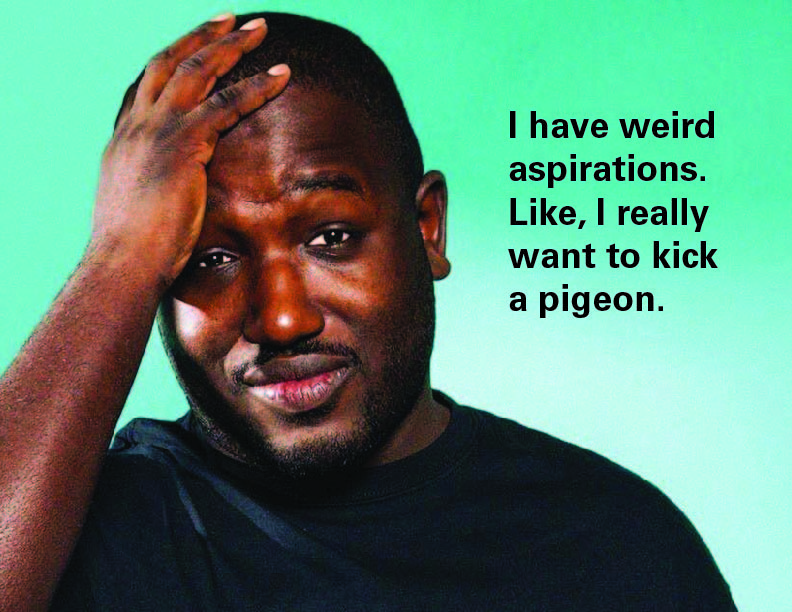 I have weird
aspirations.
Like, I really
want to kick
a pigeon.